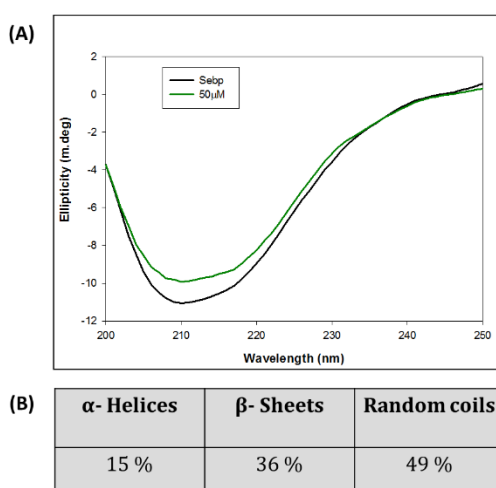 (A)
2
0
-2
-4
-6
-8
-10
-12
Ellipticity (m.deg)
Sebp
50µM
200 210 220 230 240 250
Wavelength (nm)
(B)
α- Helices β- Sheets Random coils
15 % 36 % 49 %